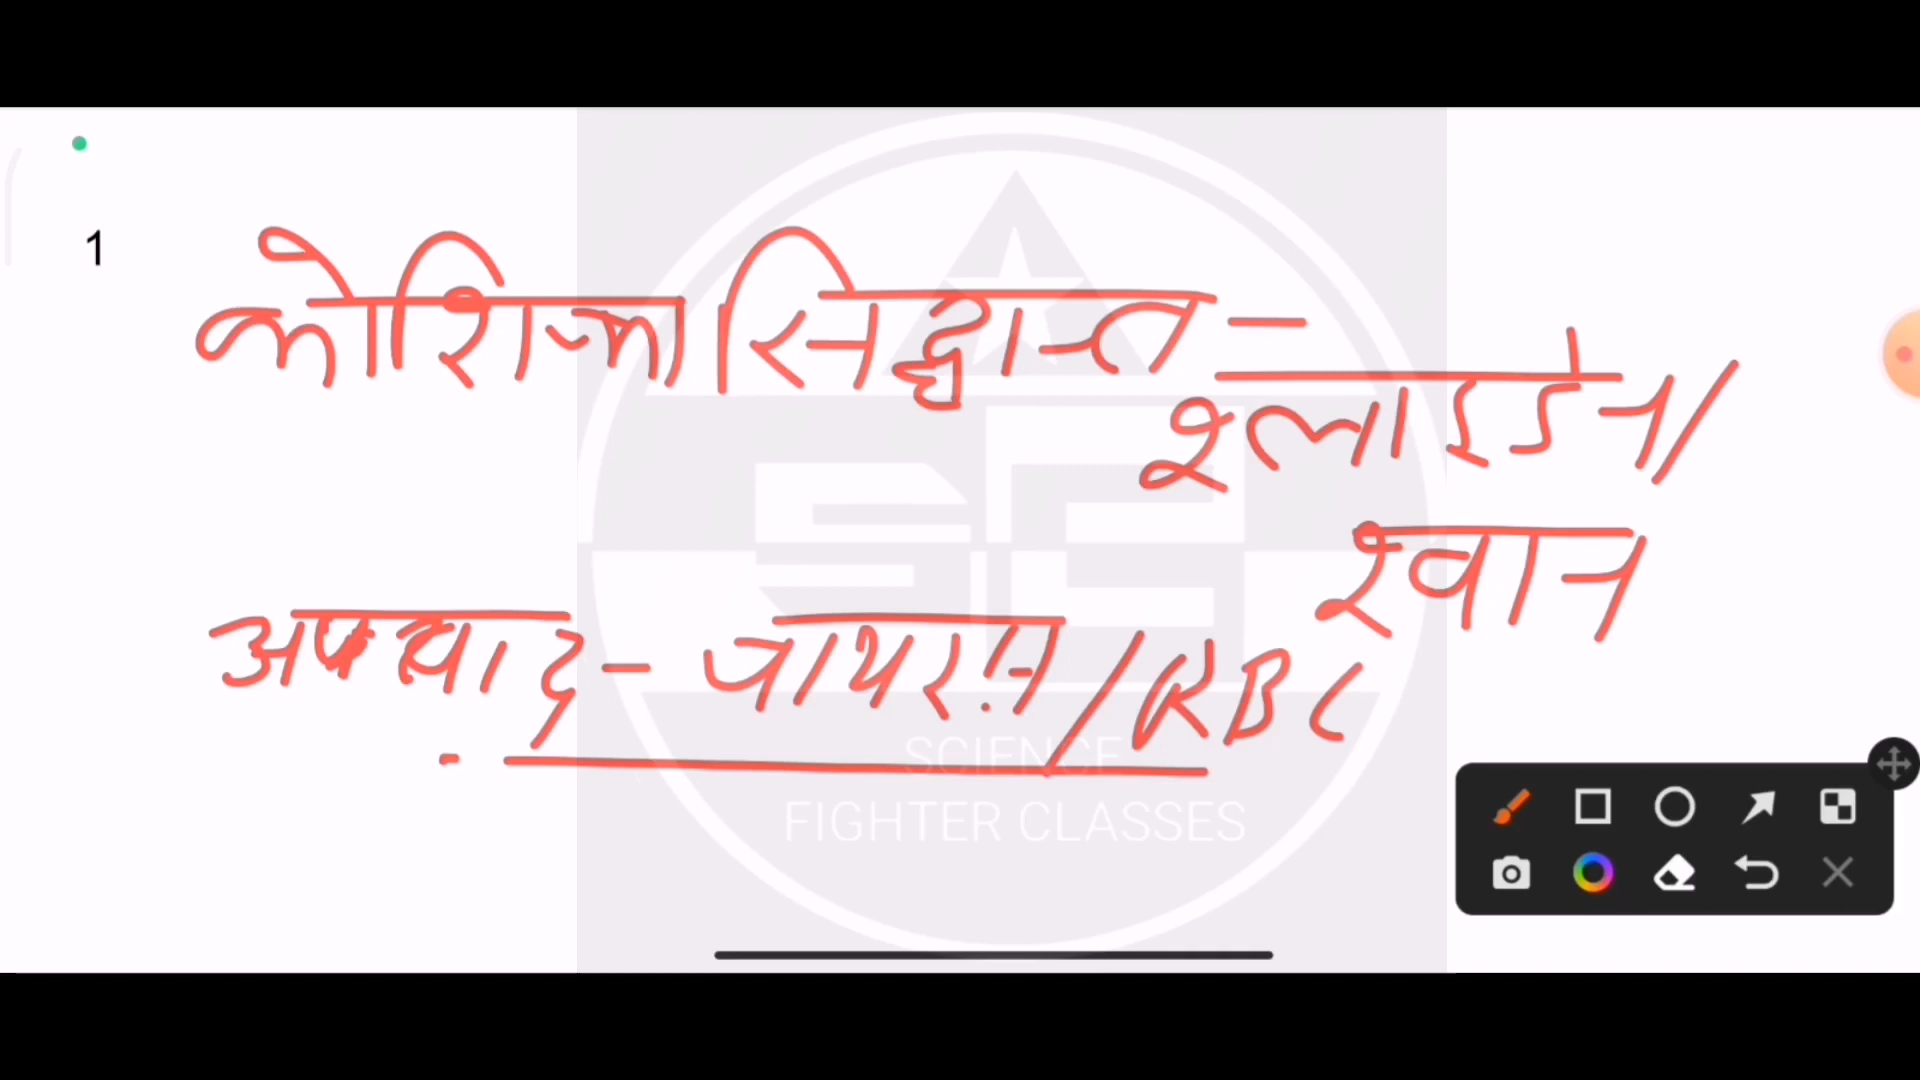 1
कोशिका सिद्धान्त -
श्लाइडेन/
श्वान
अपवाद - वायरस/RBC
SCIENCE
FIGHTER CLASSES